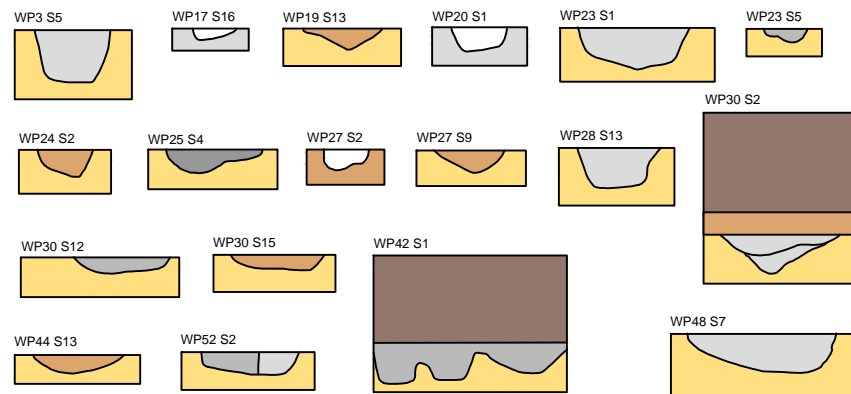 WP3 S5
WP17 S16
WP19 S13
WP20 S1
WP23 S1
WP23 S5
WP24 S2
WP25 S4
WP27 S2
WP27 S9
WP28 S13
WP30 S2
WP30 S12
WP30 S15
WP42 S1
WP44 S13
WP52 S2
WP48 S7